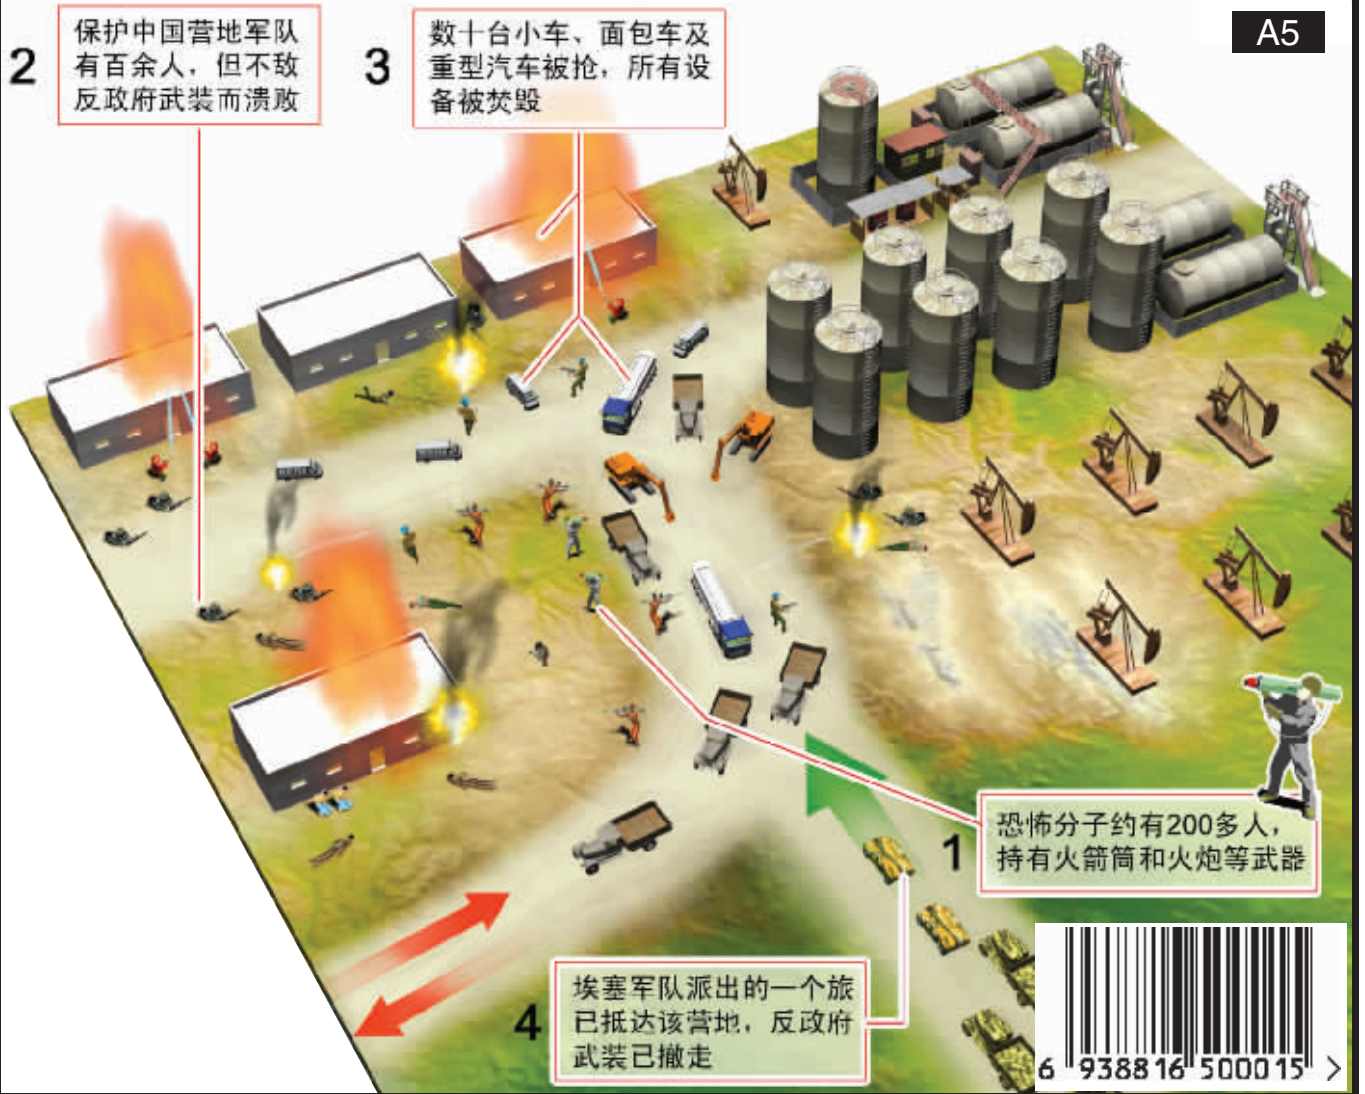 A5
2
保护中国营地军队
有百余人，但不敌
反政府武装而溃败
3
数十台小车、面包车及
重型汽车被抢，所有设
备被焚毁
1
恐怖分子约有200多人，
持有火箭筒和火炮等武器
4
埃塞军队派出的一个旅
已抵达该营地，反政府
武装已撤走
6 938816 500015 >